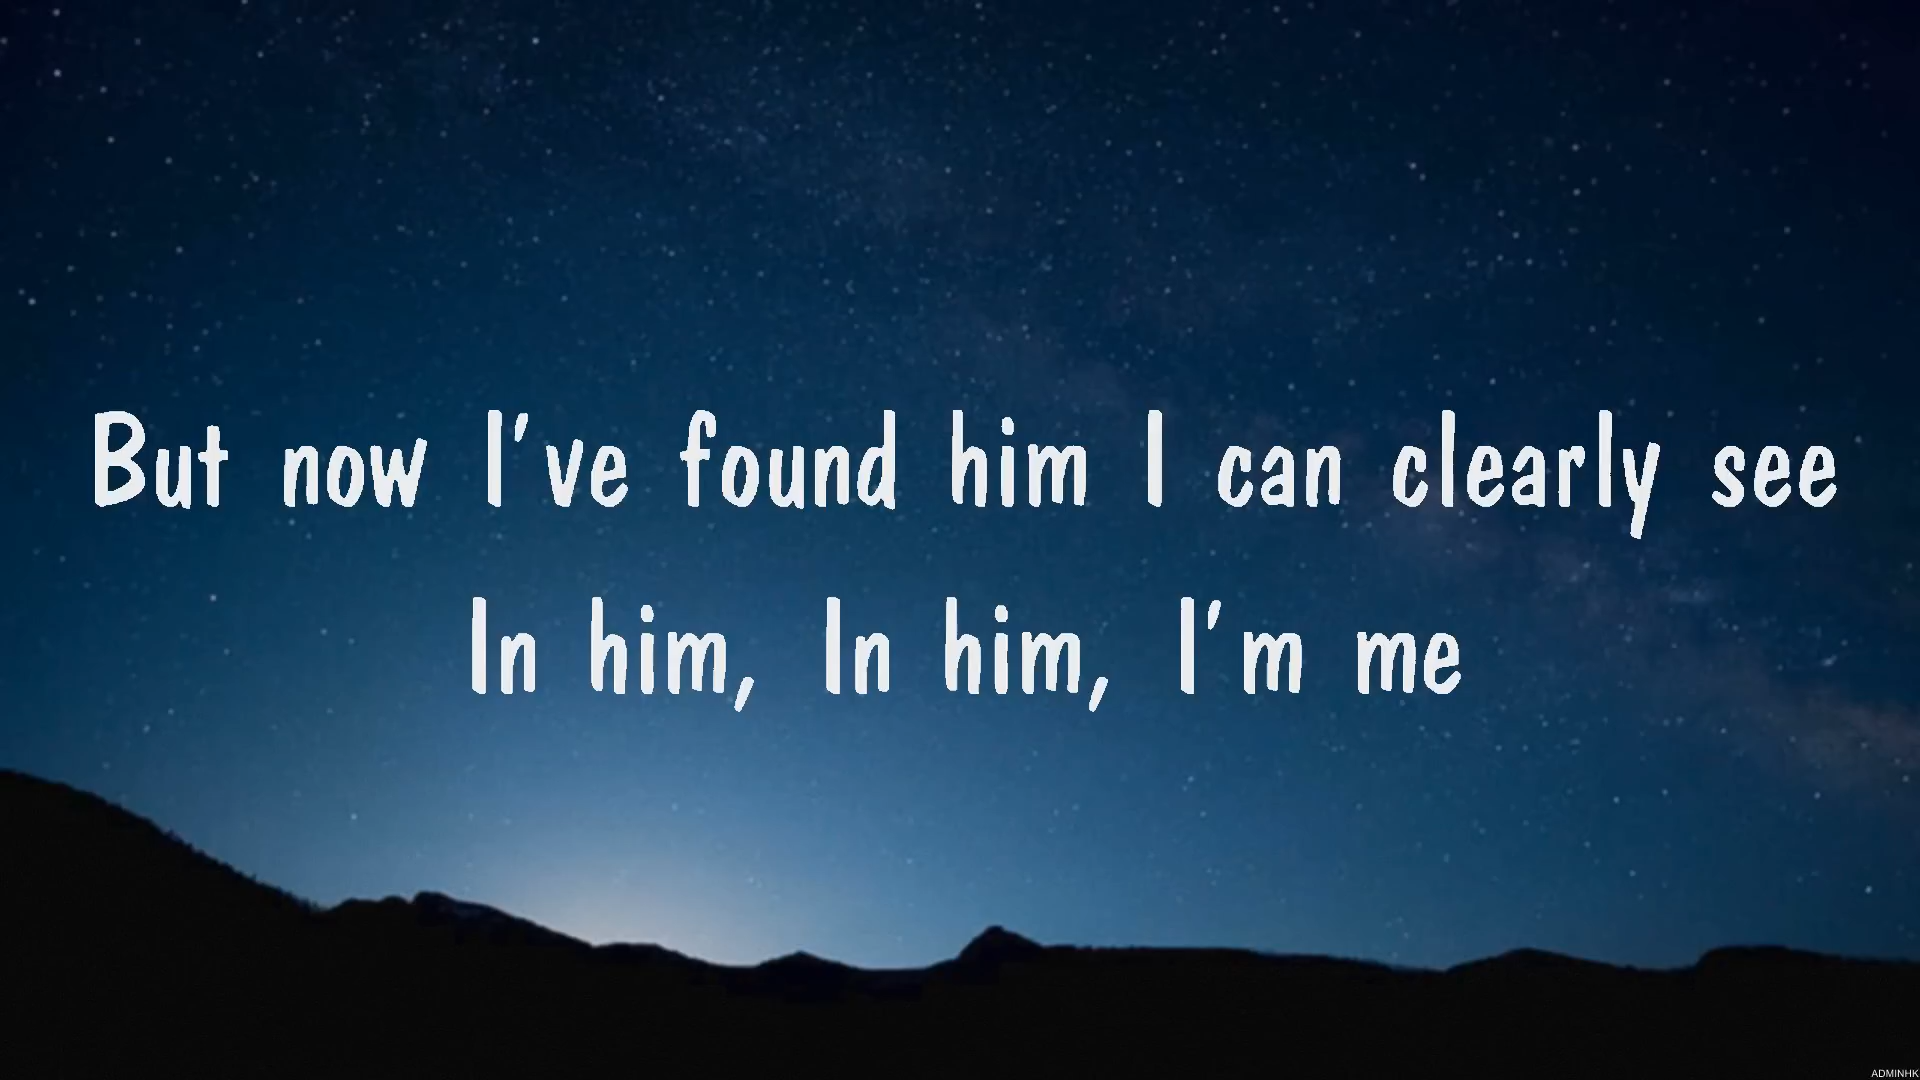 But now I've found him I can clearly see
In him, In him, I'm me
ADMINHK